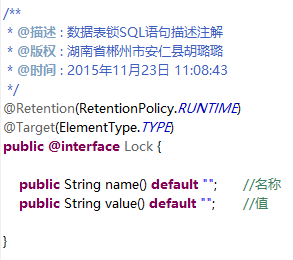 /**
 * @描述 : 数据表锁SQL语句描述注解
 * @版权 : 湖南省郴州市安仁县胡璐璐
 * @时间 : 2015年11月23日 11:08:43
 */
@Retention(RetentionPolicy.RUNTIME)
@Target(ElementType.TYPE)
public @interface Lock {
    public String name() default "";    //名称
    public String value() default "";    //值
}